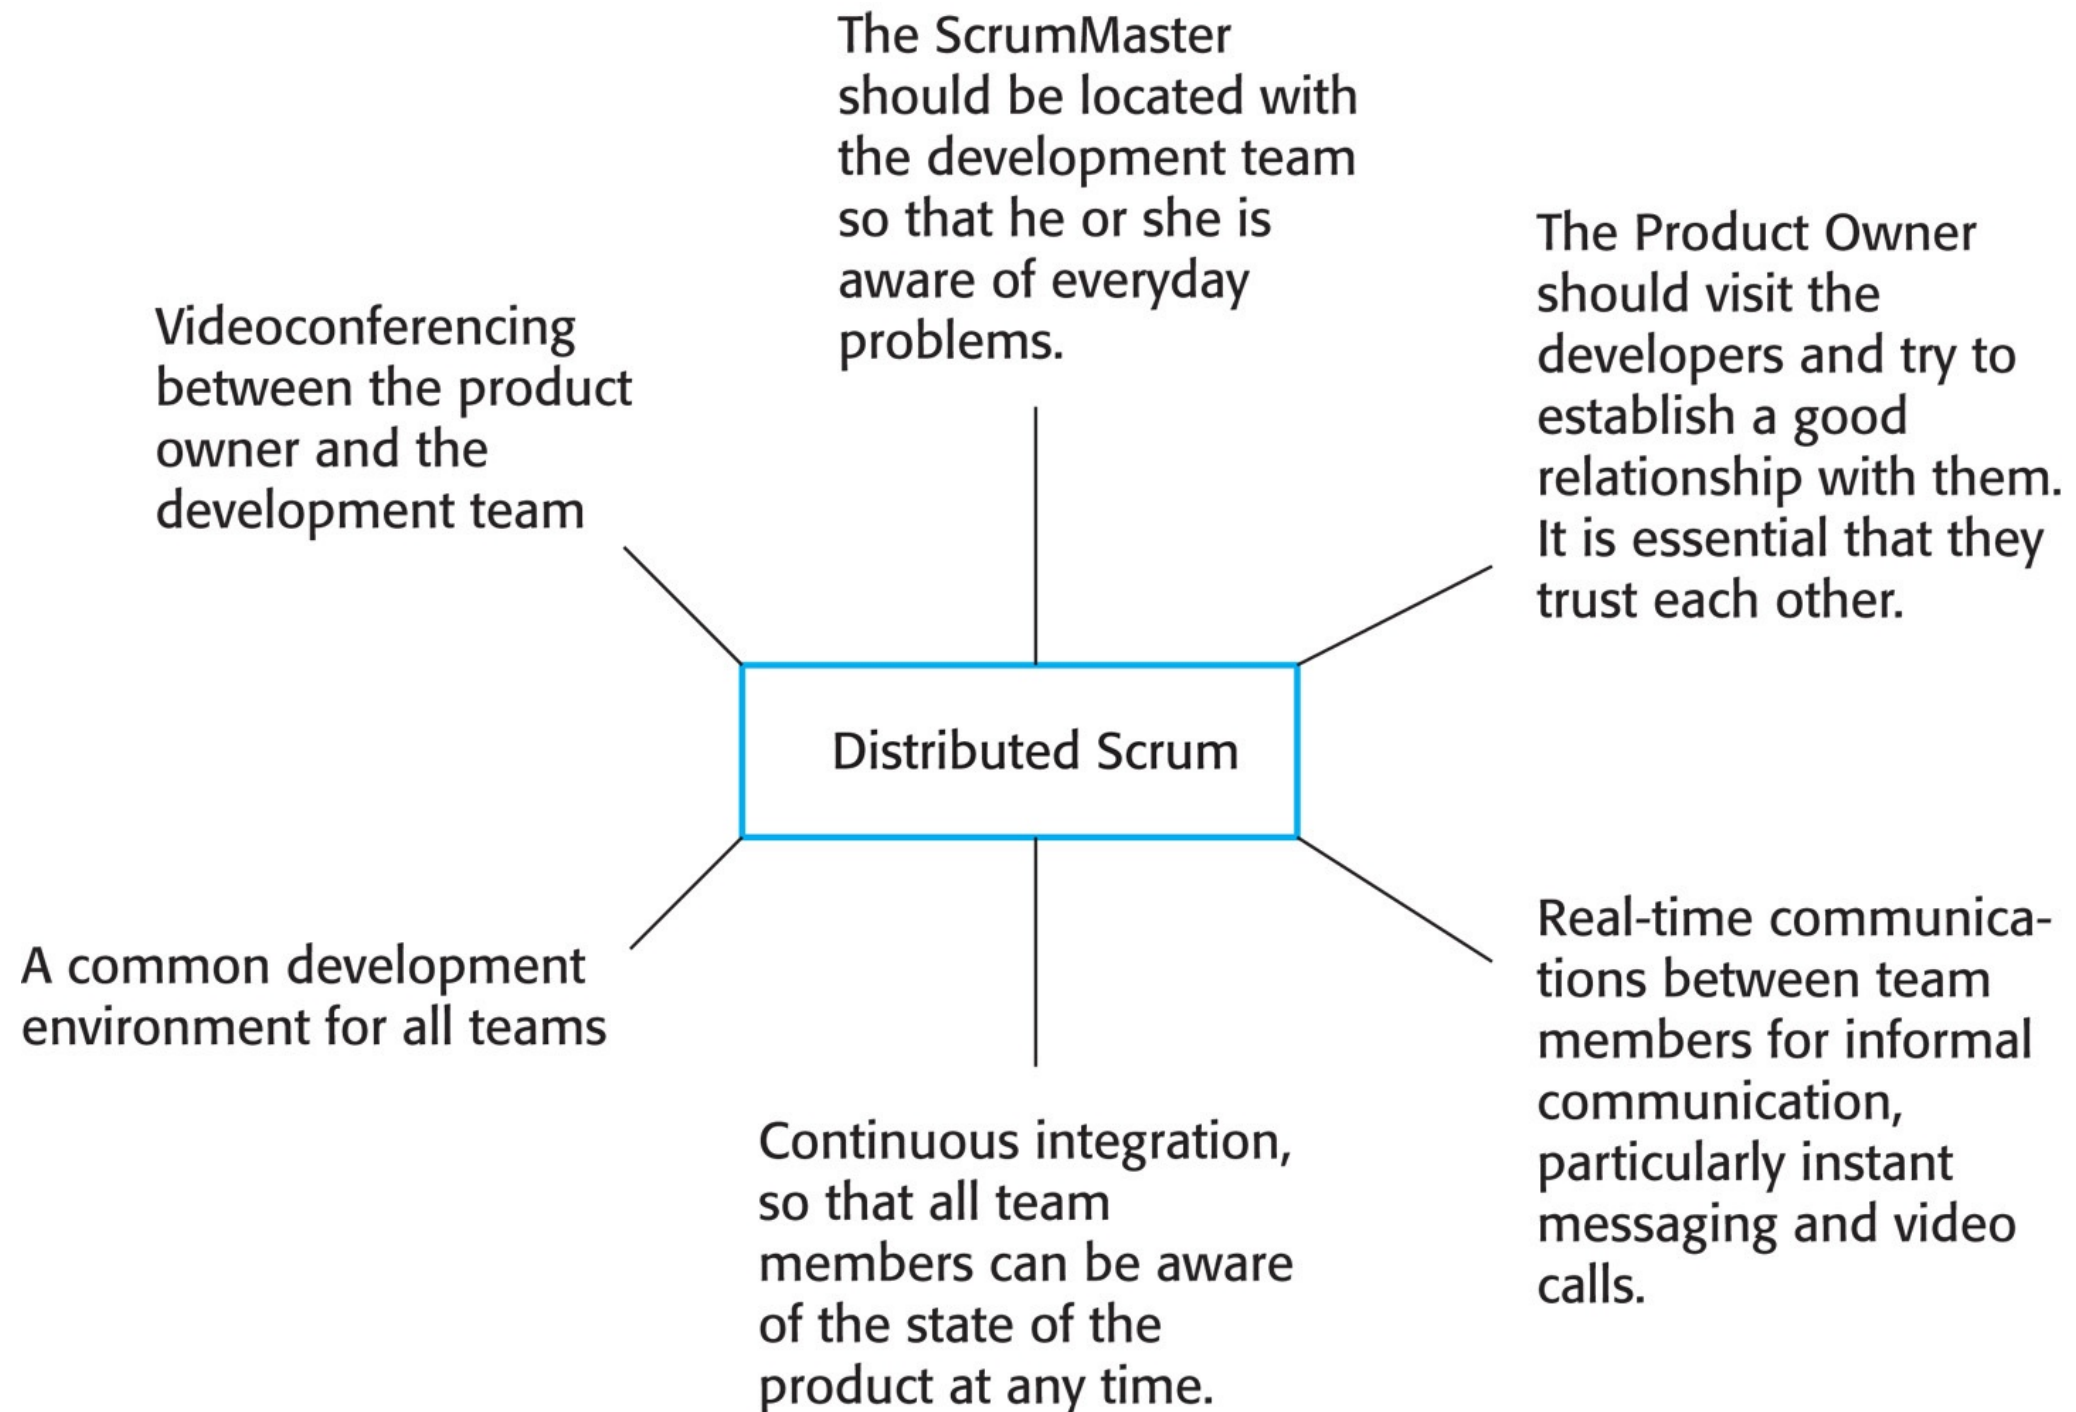 The ScrumMaster
should be located with
the development team
so that he or she is
aware of everyday
problems.
Videoconferencing
between the product
owner and the
development team
The Product Owner
should visit the
developers and try to
establish a good
relationship with them.
It is essential that they
trust each other.
Distributed Scrum
A common development
environment for all teams
Continuous integration,
so that all team
members can be aware
of the state of the
product at any time.
Real-time communica-
tions between team
members for informal
communication,
particularly instant
messaging and video
calls.